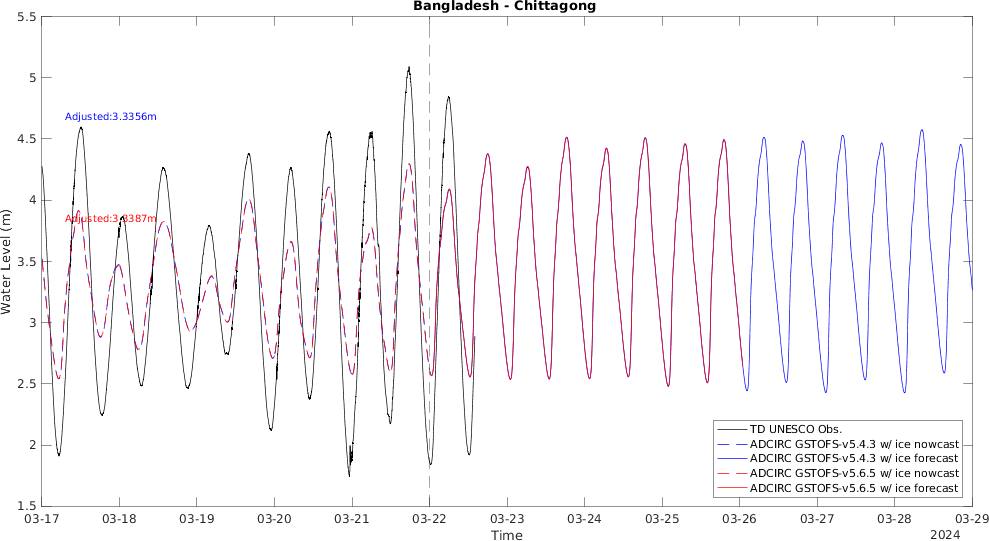 Bangladesh - Chittagong
5.5
5
4.5
4
3.5
3
2.5
2
1.5
Water Level (m)
Adjusted:3.3356m
TD UNESCO Obs.
ADCIRC GSTOFS-v5.4.3 w/ ice nowcast
ADCIRC GSTOFS-v5.4.3 w/ ice forecast
ADCIRC GSTOFS-v5.6.5 w/ ice nowcast
ADCIRC GSTOFS-v5.6.5 w/ ice forecast
03-17 03-18 03-19 03-20 03-21 03-22 03-23 03-24 03-25 03-26 03-27 03-28 03-29
Time
2024